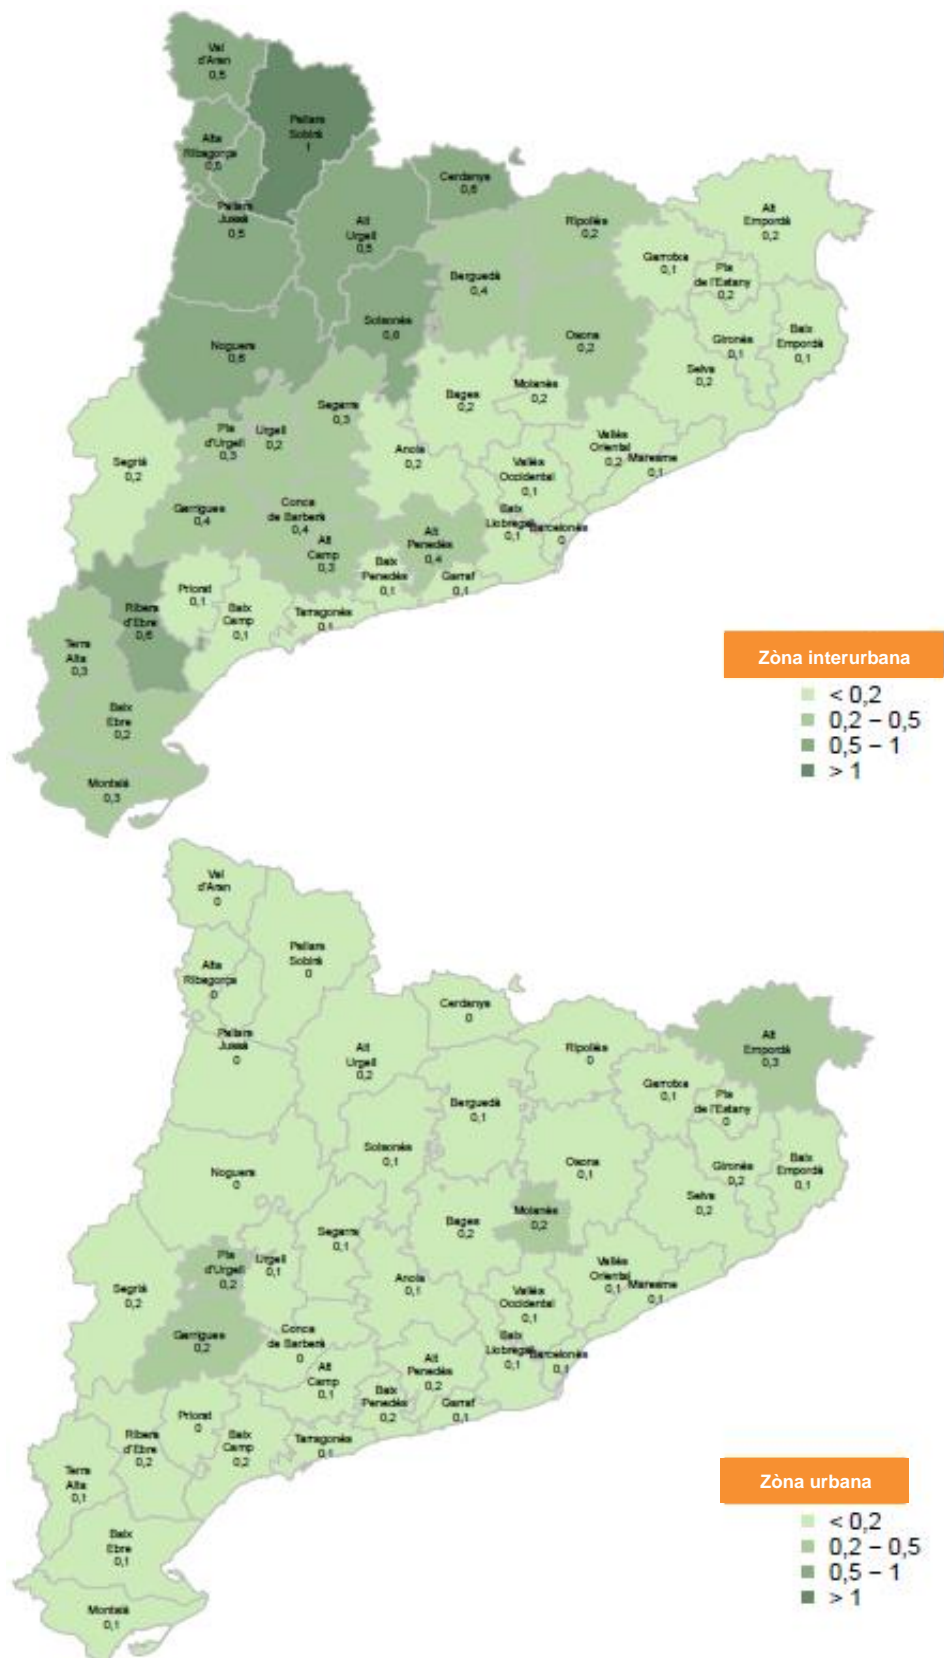 Val
d'Aran
0,5
Pallars
Sobirà
1
Alta
Ribagorça
0,5
Cerdanya
0,5
Pallars
Jussà
0,5
Alt
Urgell
0,5
Ripollès
0,2
Alt
Empordà
0,2
Garrotxa
0,1
Pla
de l'Estany
0,2
Berguedà
0,4
Solsonès
0,6
Noguera
0,6
Osona
0,2
Gironès
0,1
Baix
Empordà
0,1
Selva
0,2
Bages
0,2
Moianès
0,2
Segarra
0,3
Pla
d'Urgell
0,3
Urgell
0,2
Segrià
0,2
Anoia
0,2
Vallès
Oriental
0,2
Maresme
0,1
Vallès
Occidental
0,1
Garrigues
0,4
Conca
de Barberà
0,4
Baix
Llobregat
0,1
Barcelonès
0
Alt
Camp
0,3
Alt
Penedès
0,4
Baix
Penedès
0,1
Garraf
0,1
Priorat
0,1
Ribera
d'Ebre
0,6
Baix
Camp
0,1
Tarragonès
0,1
Terra
Alta
0,3
Baix
Ebre
0,2
Montsià
0,3
Zòna interurbana
< 0,2
0,2 – 0,5
0,5 – 1
> 1
Val
d'Aran
0
Pallars
Sobirà
0
Alta
Ribagorça
0
Cerdanya
0
Pallars
Jussà
0
Alt
Urgell
0,2
Ripollès
0
Alt
Empordà
0,3
Garrotxa
0,1
Pla
de l'Estany
0
Berguedà
0,1
Solsonès
0,1
Noguera
0
Osona
0,1
Gironès
0,2
Baix
Empordà
0,1
Selva
0,2
Bages
0,2
Moianès
0,2
Segarra
0,1
Pla
d'Urgell
0,2
Urgell
0,1
Segrià
0,2
Anoia
0,1
Vallès
Oriental
0,1
Maresme
0,1
Vallès
Occidental
0,1
Garrigues
0,2
Conca
de Barberà
0
Baix
Llobregat
0,1
Barcelonès
0,1
Alt
Camp
0,1
Alt
Penedès
0,2
Baix
Penedès
0,2
Garraf
0,1
Priorat
0
Ribera
d'Ebre
0,2
Baix
Camp
0,2
Tarragonès
0,1
Terra
Alta
0,1
Baix
Ebre
0,1
Montsià
0,1
Zòna urbana
< 0,2
0,2 – 0,5
0,5 – 1
> 1